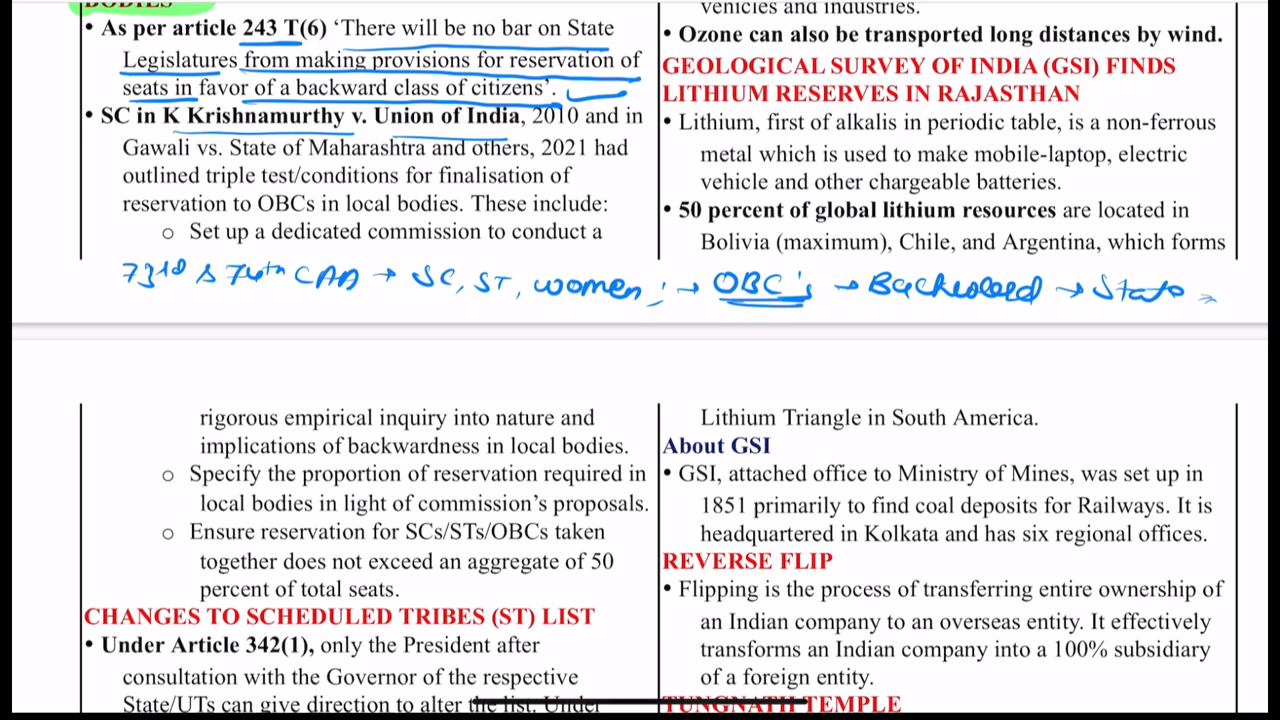 BODIES
• As per article 243 T(6) ‘There will be no bar on State
Legislatures from making provisions for reservation of
seats in favor of a backward class of citizens’.
• SC in K Krishnamurthy v. Union of India, 2010 and in
Gawali vs. State of Maharashtra and others, 2021 had
outlined triple test/conditions for finalisation of
reservation to OBCs in local bodies. These include:
o Set up a dedicated commission to conduct a
vehicles and industries.
• Ozone can also be transported long distances by wind.
GEOLOGICAL SURVEY OF INDIA (GSI) FINDS
LITHIUM RESERVES IN RAJASTHAN
• Lithium, first of alkalis in periodic table, is a non-ferrous
metal which is used to make mobile-laptop, electric
vehicle and other chargeable batteries.
• 50 percent of global lithium resources are located in
Bolivia (maximum), Chile, and Argentina, which forms
73rd & 74th CAA → SC, ST, women; → OBC's → Backward → State
rigorous empirical inquiry into nature and
implications of backwardness in local bodies.
o Specify the proportion of reservation required in
local bodies in light of commission’s proposals.
o Ensure reservation for SCs/STs/OBCs taken
together does not exceed an aggregate of 50
percent of total seats.
CHANGES TO SCHEDULED TRIBES (ST) LIST
• Under Article 342(1), only the President after
consultation with the Governor of the respective
State/UTs can give direction to alter the list. Under
Lithium Triangle in South America.
About GSI
• GSI, attached office to Ministry of Mines, was set up in
1851 primarily to find coal deposits for Railways. It is
headquartered in Kolkata and has six regional offices.
REVERSE FLIP
• Flipping is the process of transferring entire ownership of
an Indian company to an overseas entity. It effectively
transforms an Indian company into a 100% subsidiary
of a foreign entity.
TUNGNATH TEMPLE